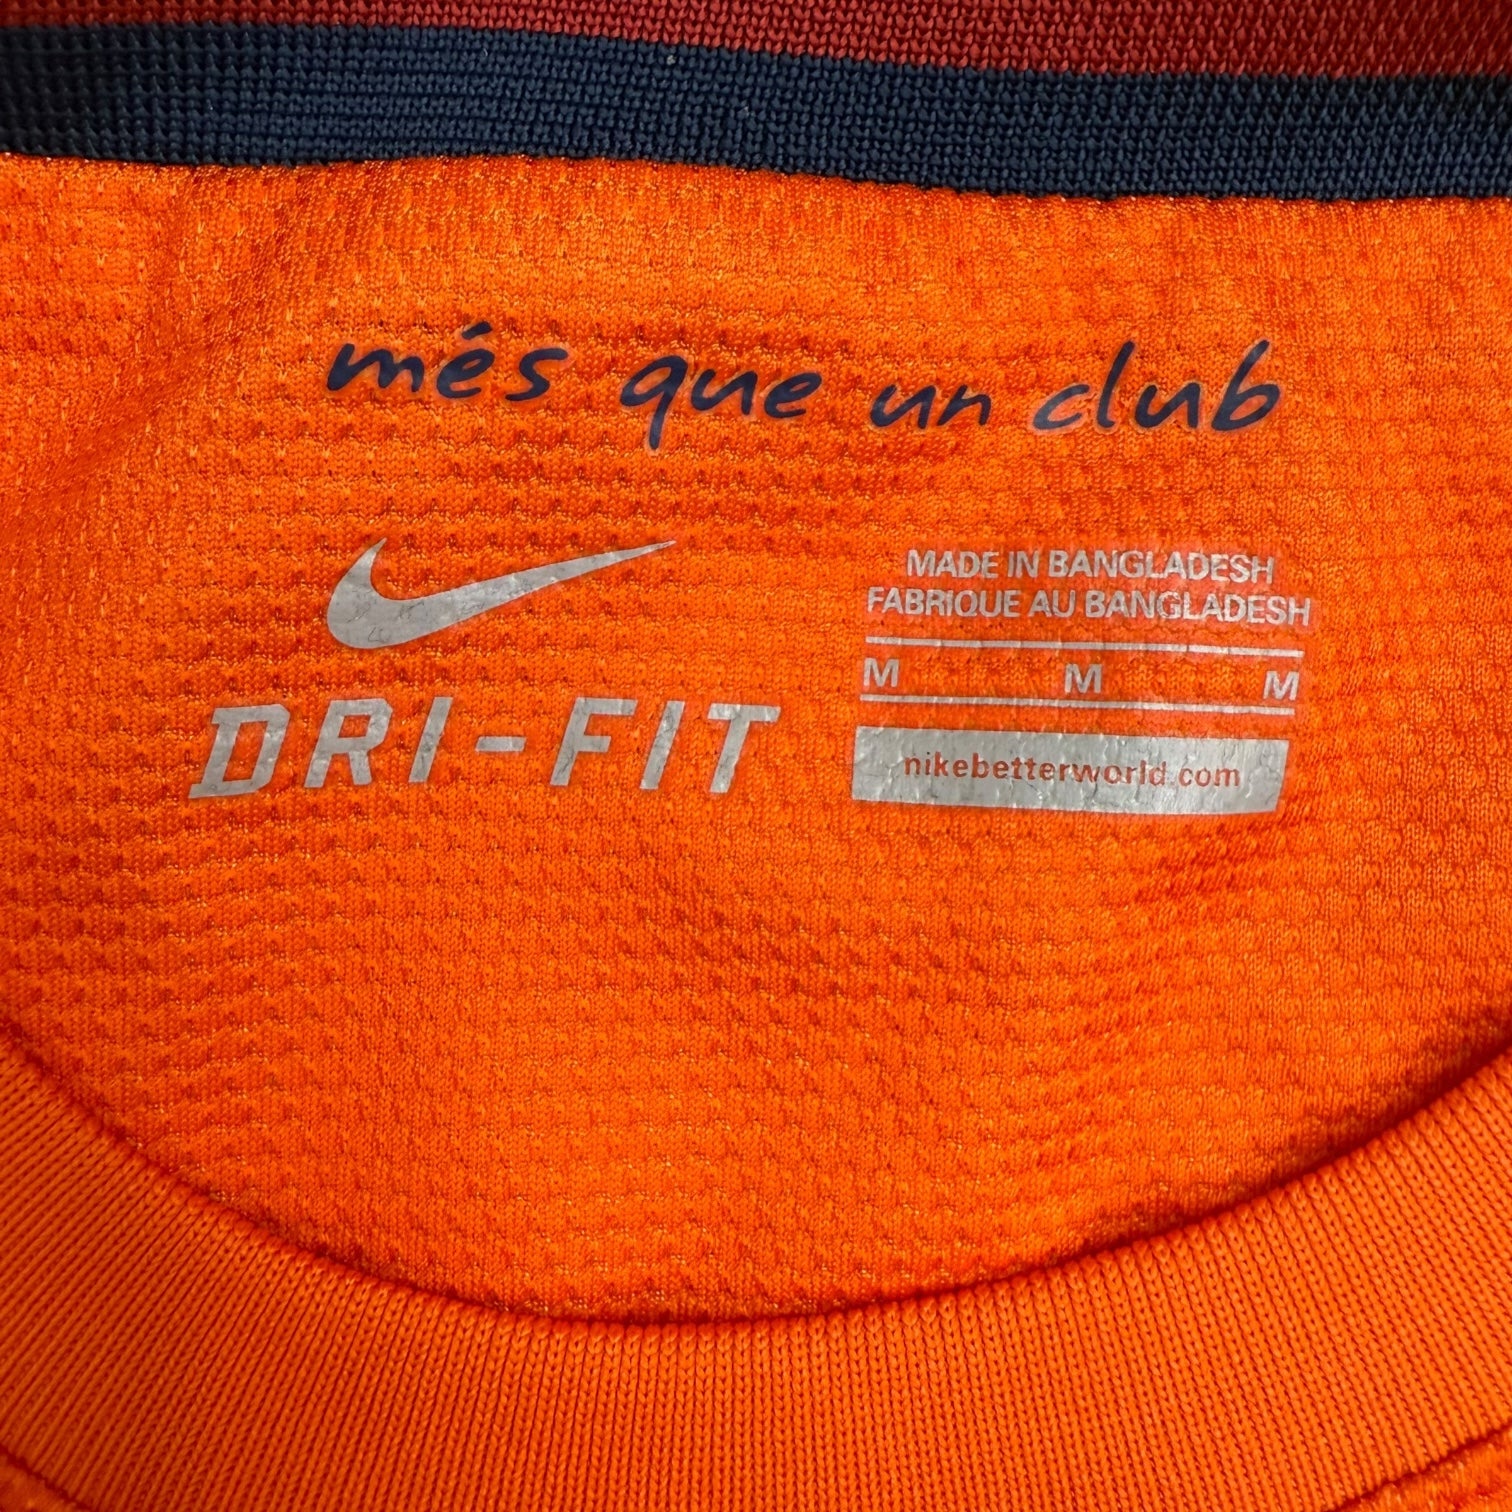 més que un club
DRI-FIT
MADE IN BANGLADESH
FABRIQUE AU BANGLADESH
M M M
nikebetterworld.com